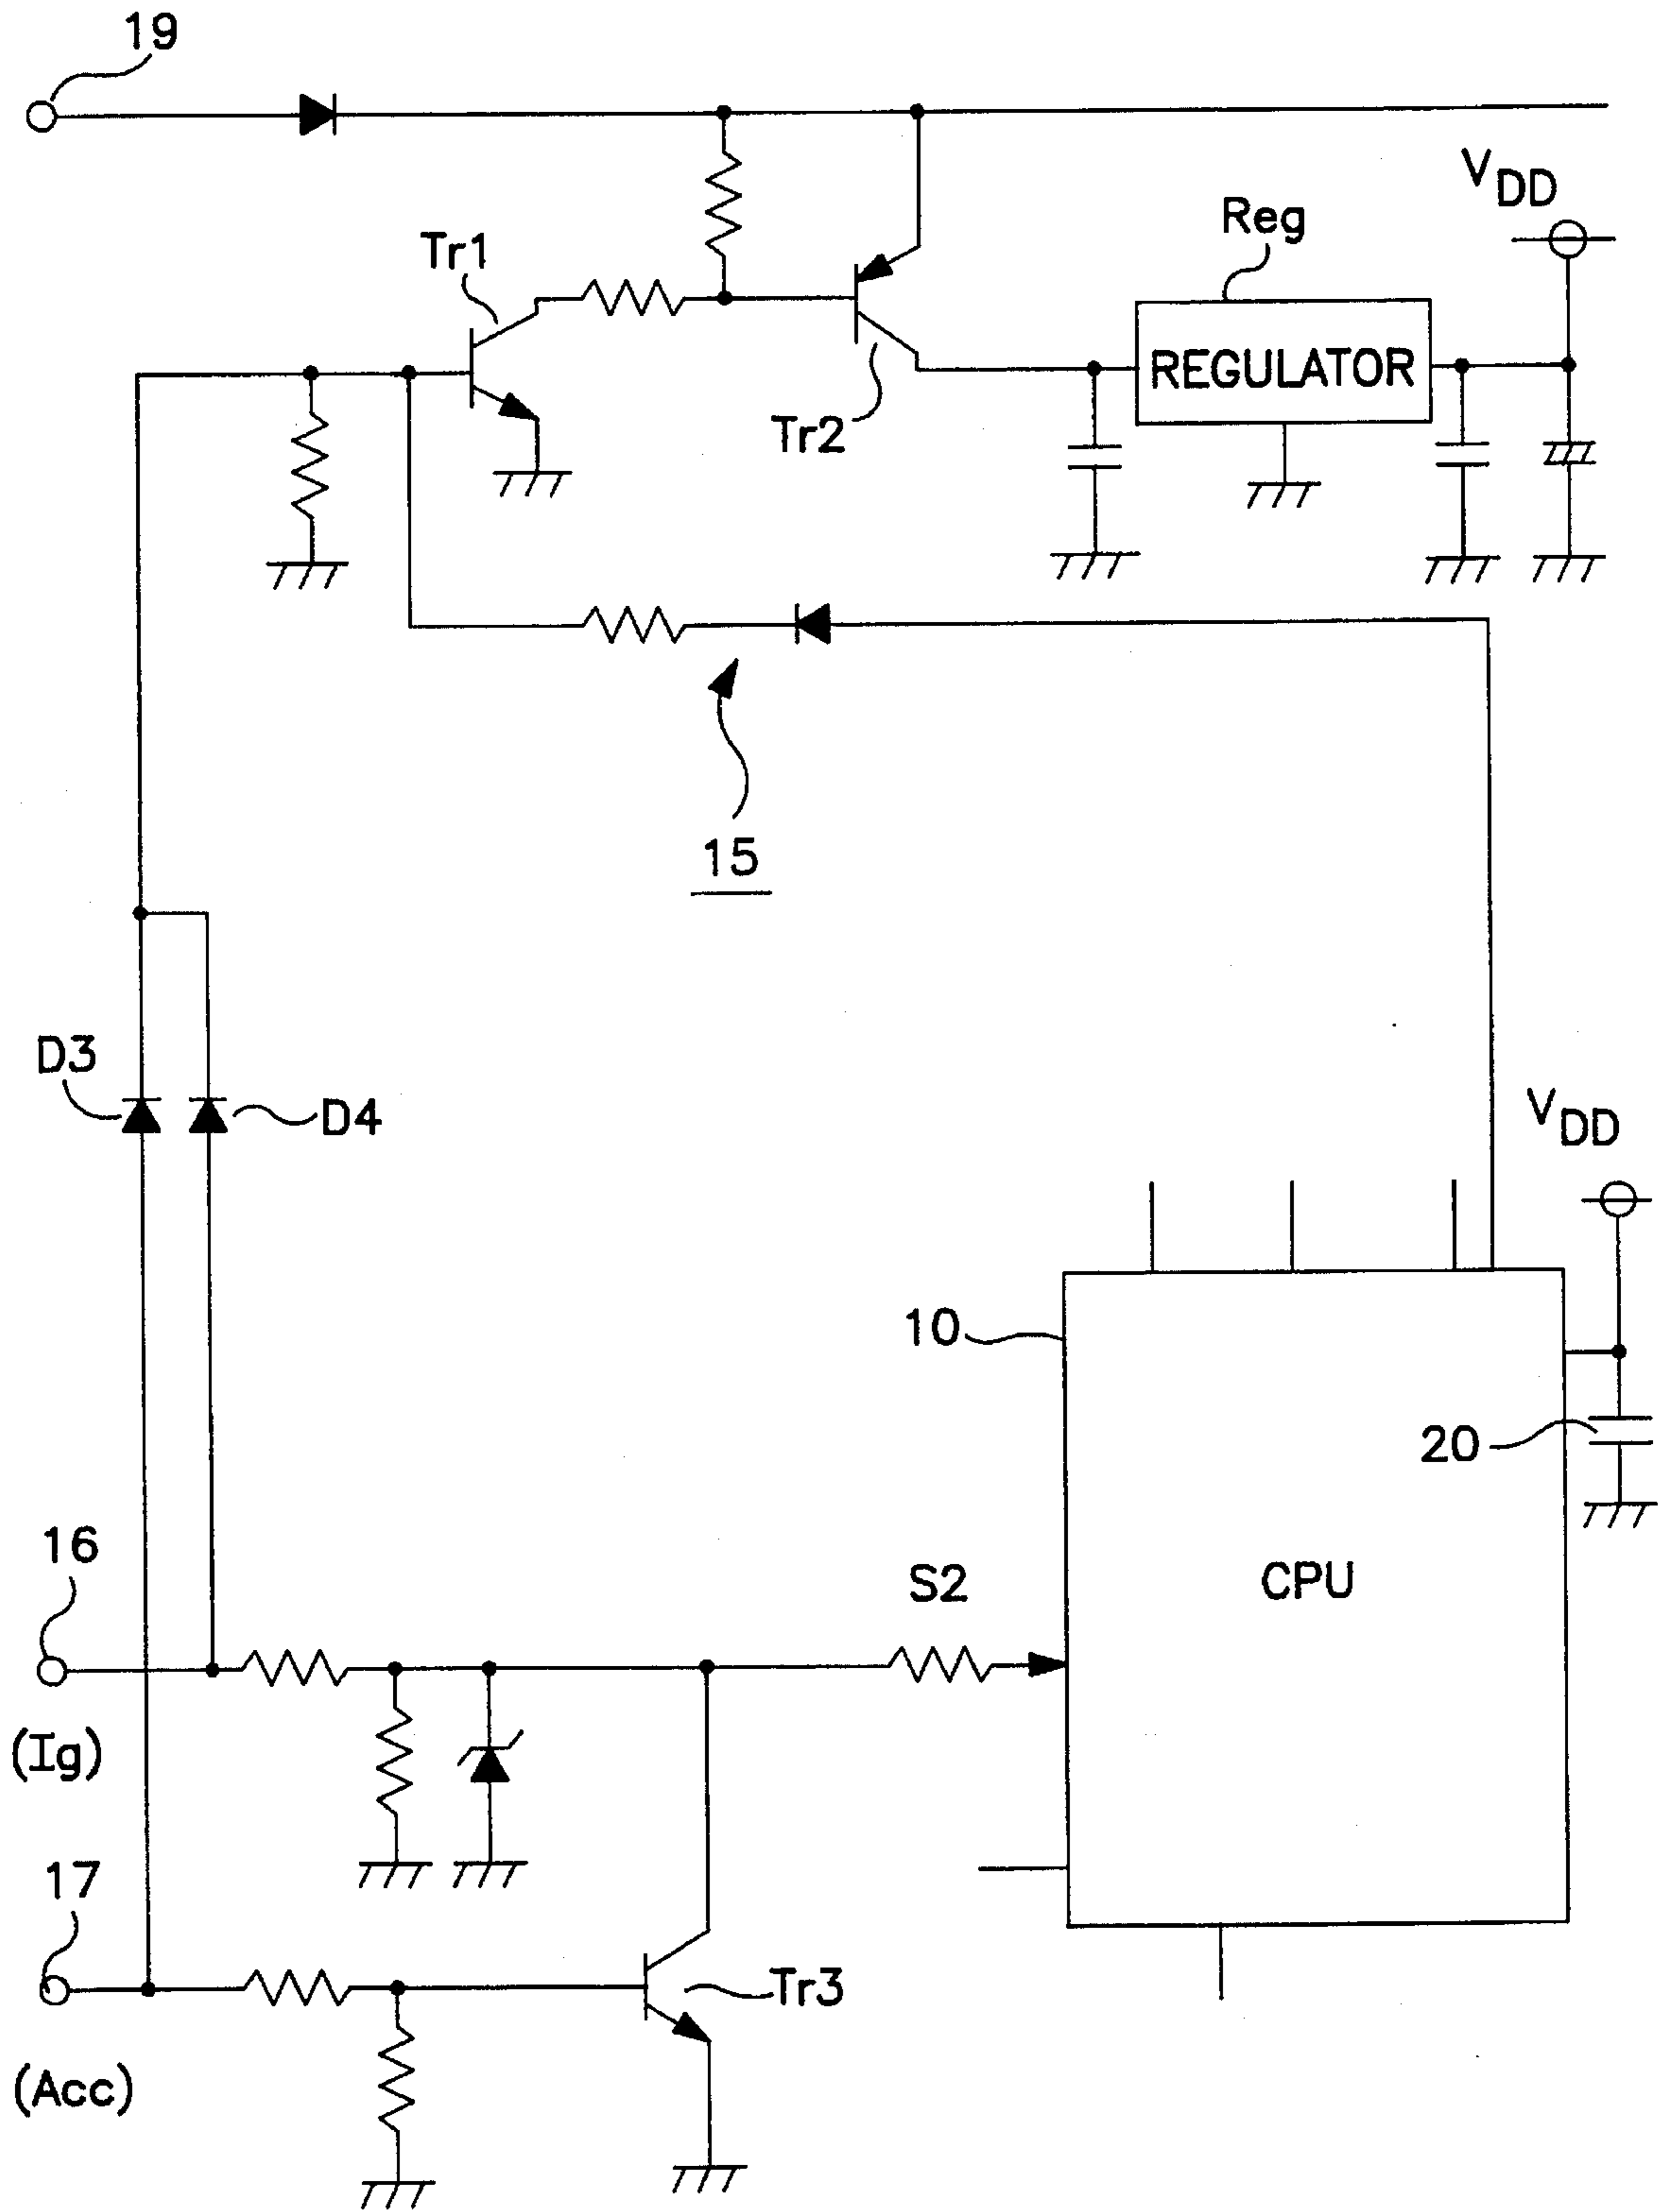 19
VDD
Reg
Tr1
REGULATOR
Tr2
15
D3
D4
VDD
10
20
16
S2
CPU
(Ig)
17
Tr3
(Acc)